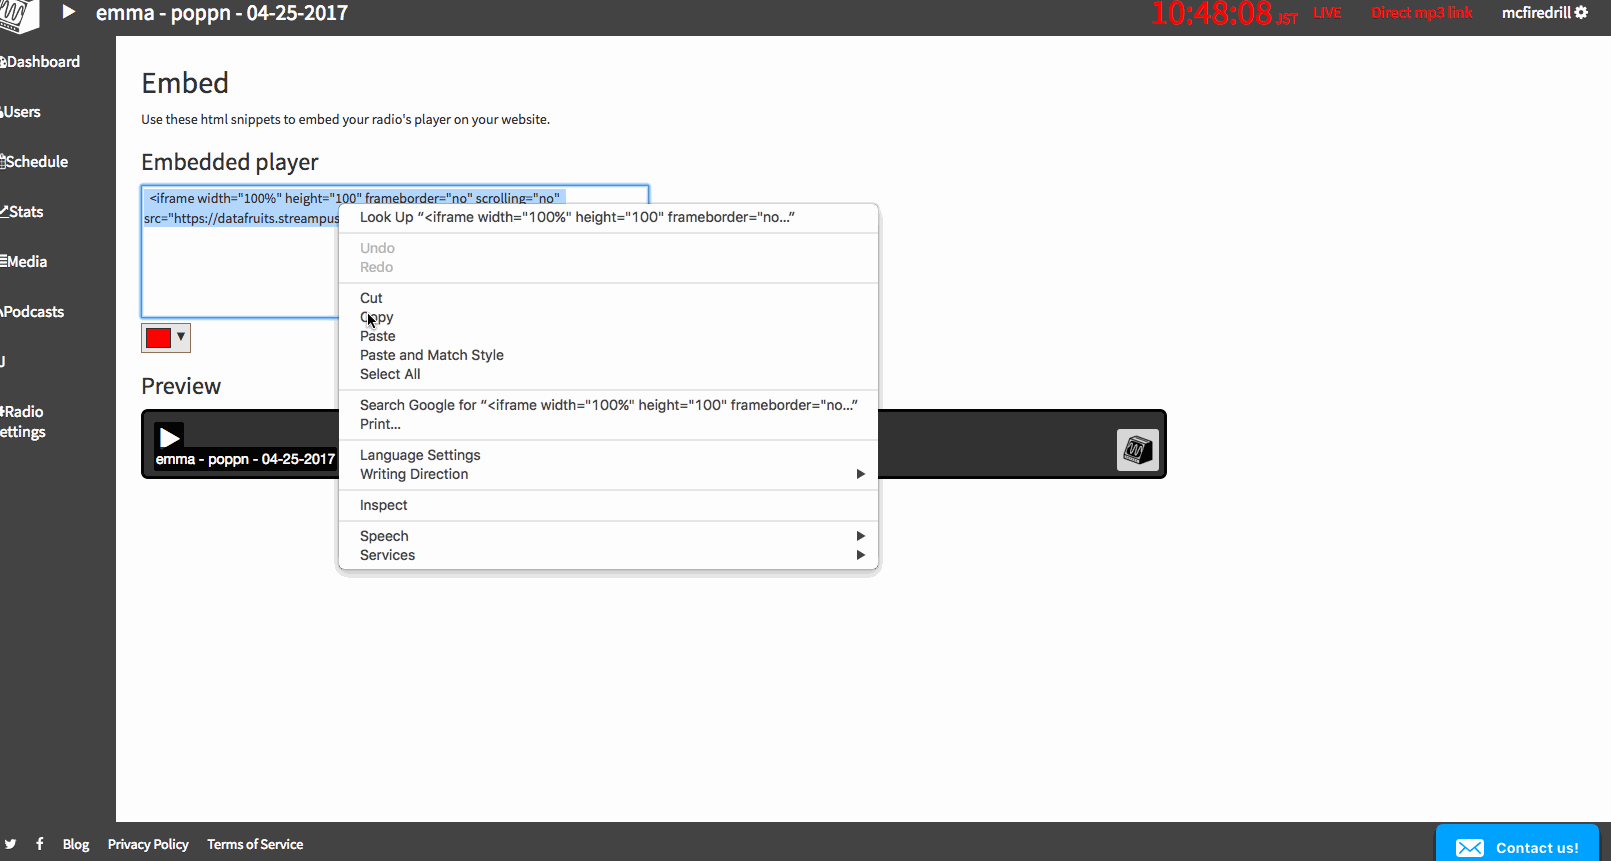 emma - poppn - 04-25-2017
10:48:08 JST LIVE Direct mp3 link mcfiredrill
Dashboard
Users
Schedule
Stats
Media
Podcasts
J
Radio
ettings
Embed
Use these html snippets to embed your radio's player on your website.
Embedded player
<iframe width="100%" height="100" frameborder="no" scrolling="no"
src="https://datafruits.streampus
Look Up “<iframe width="100%" height="100" frameborder="no...”
Undo
Redo
Cut
Copy
Paste
Paste and Match Style
Select All
Search Google for “<iframe width="100%" height="100" frameborder="no...”
Print...
Language Settings
Writing Direction
Inspect
Speech
Services
Preview
emma - poppn - 04-25-2017
Blog Privacy Policy Terms of Service
Contact us!